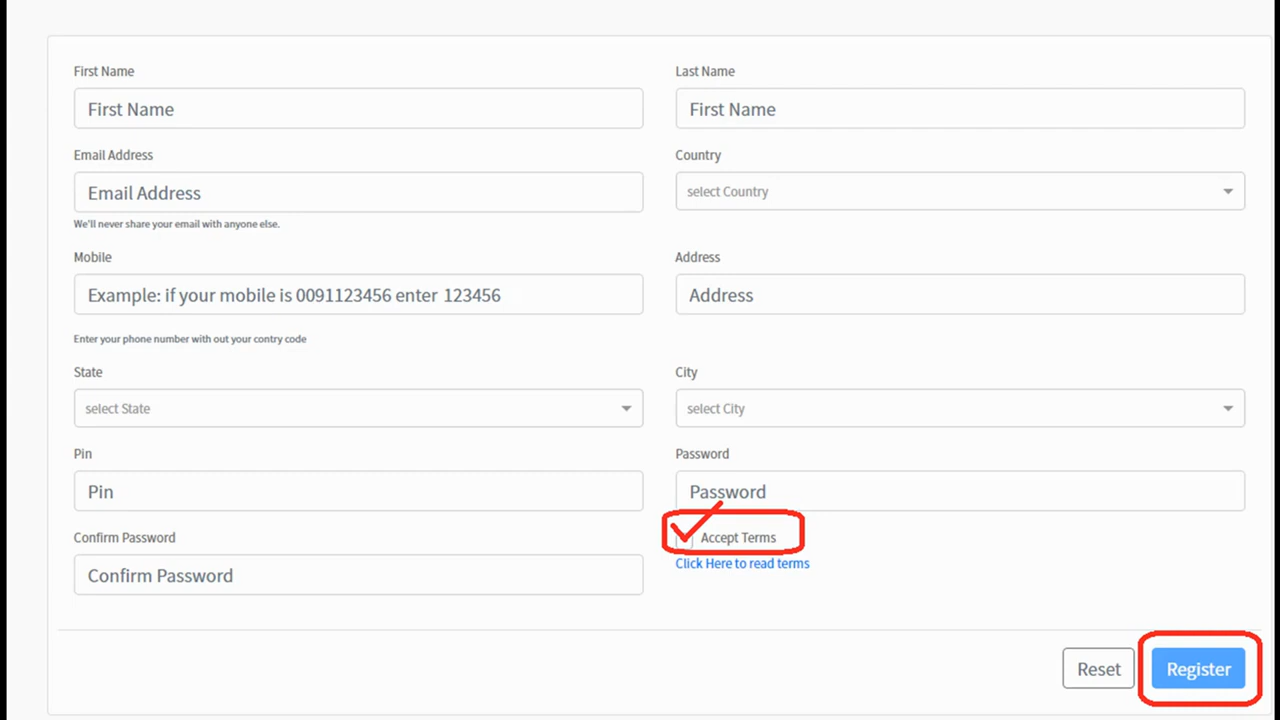 First Name
Last Name
First Name
First Name
Email Address
Country
Email Address
select Country
We'll never share your email with anyone else.
Mobile
Address
Example: if your mobile is 0091123456 enter 123456
Address
Enter your phone number with out your contry code
State
City
select State
select City
Pin
Password
Pin
Password
Confirm Password
Accept Terms
Click Here to read terms
Confirm Password
Reset
Register